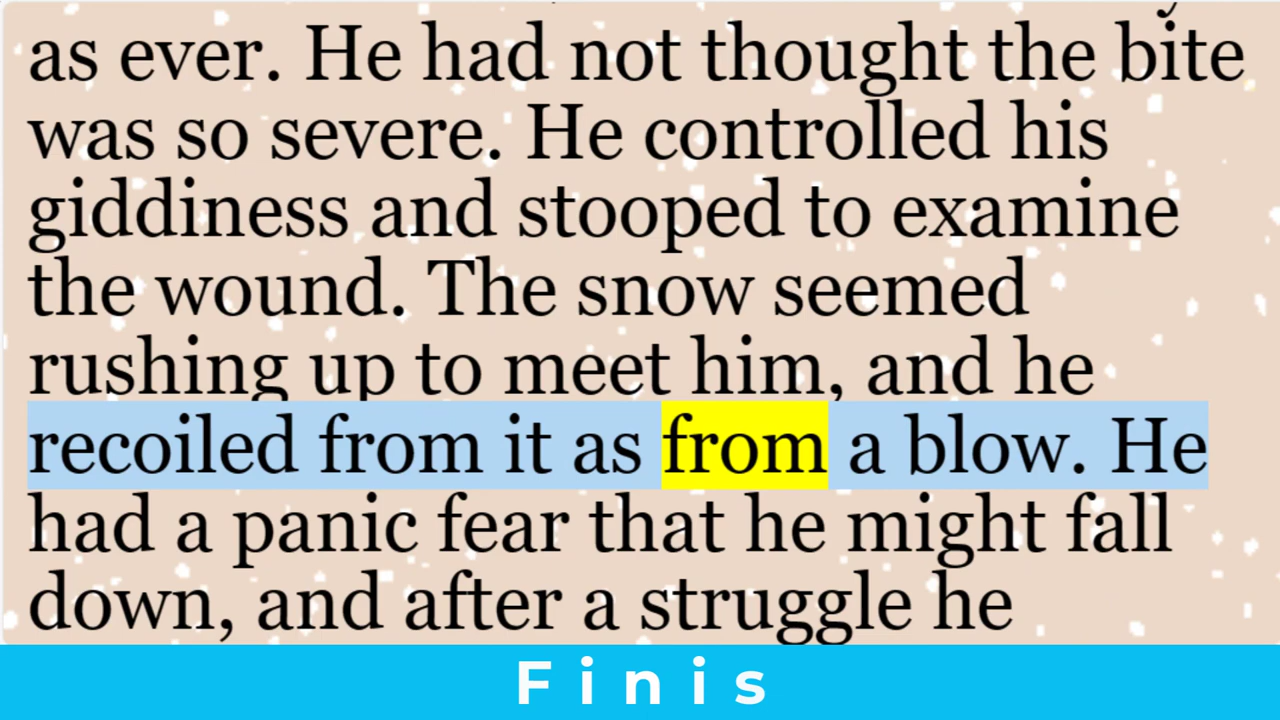 as ever. He had not thought the bite
was so severe. He controlled his
giddiness and stooped to examine
the wound. The snow seemed
rushing up to meet him, and he
recoiled from it as from a blow. He
had a panic fear that he might fall
down, and after a struggle he
Finis